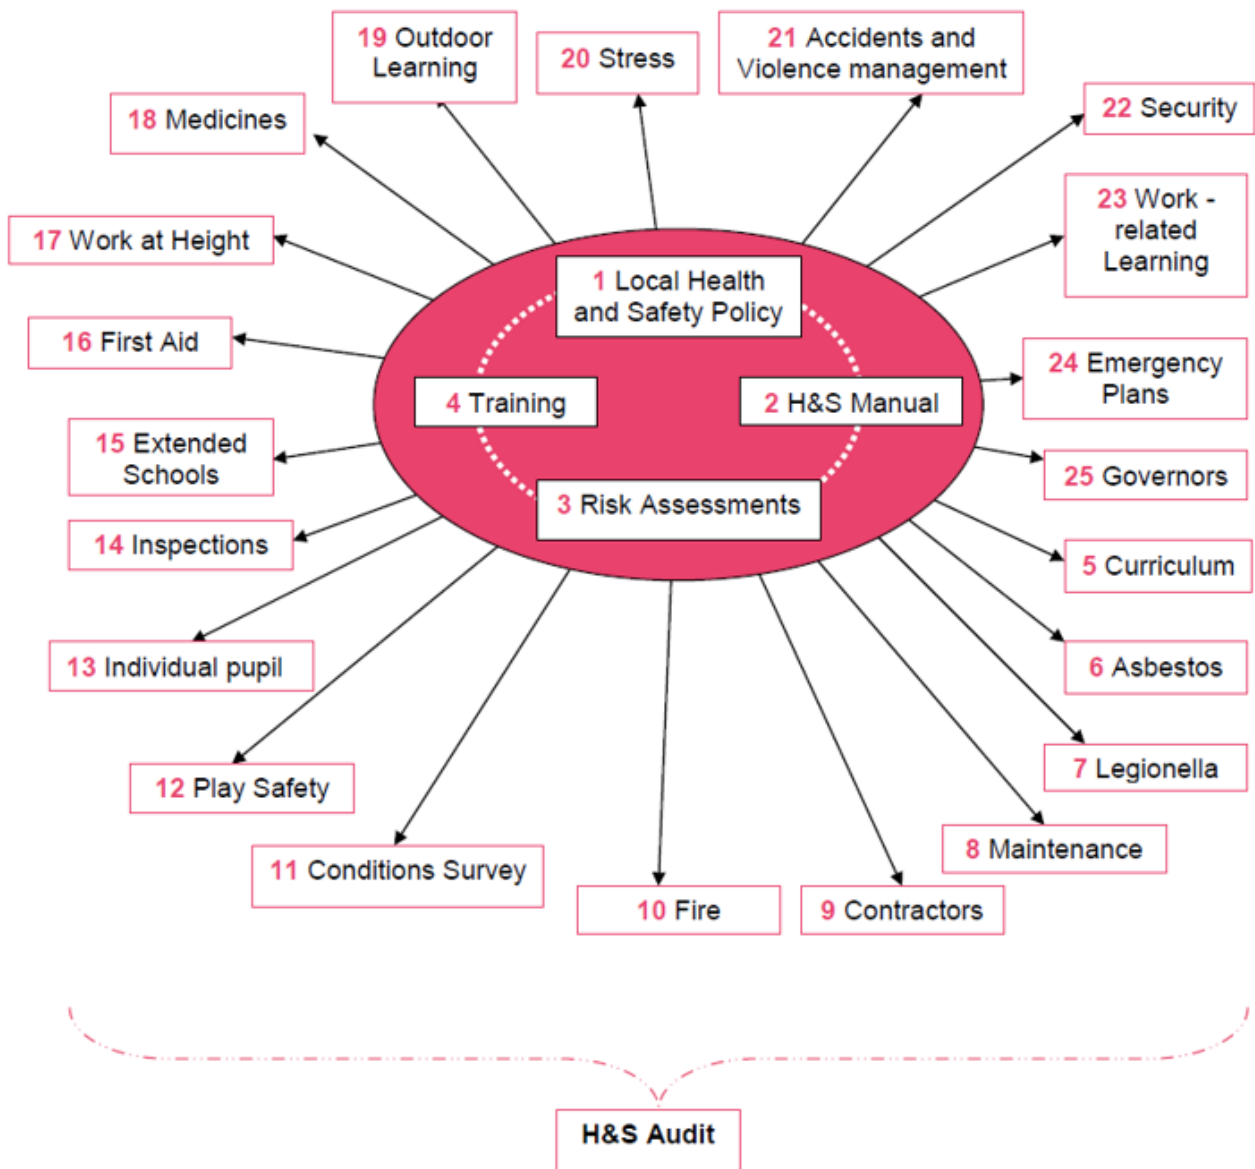 19 Outdoor
Learning
20 Stress
21 Accidents and
Violence management
18 Medicines
22 Security
23 Work -
related
Learning
17 Work at Height
1 Local Health
and Safety Policy
16 First Aid
24 Emergency
Plans
4 Training
2 H&S Manual
15 Extended
Schools
25 Governors
3 Risk Assessments
14 Inspections
5 Curriculum
13 Individual pupil
6 Asbestos
12 Play Safety
7 Legionella
11 Conditions Survey
8 Maintenance
10 Fire
9 Contractors
H&S Audit